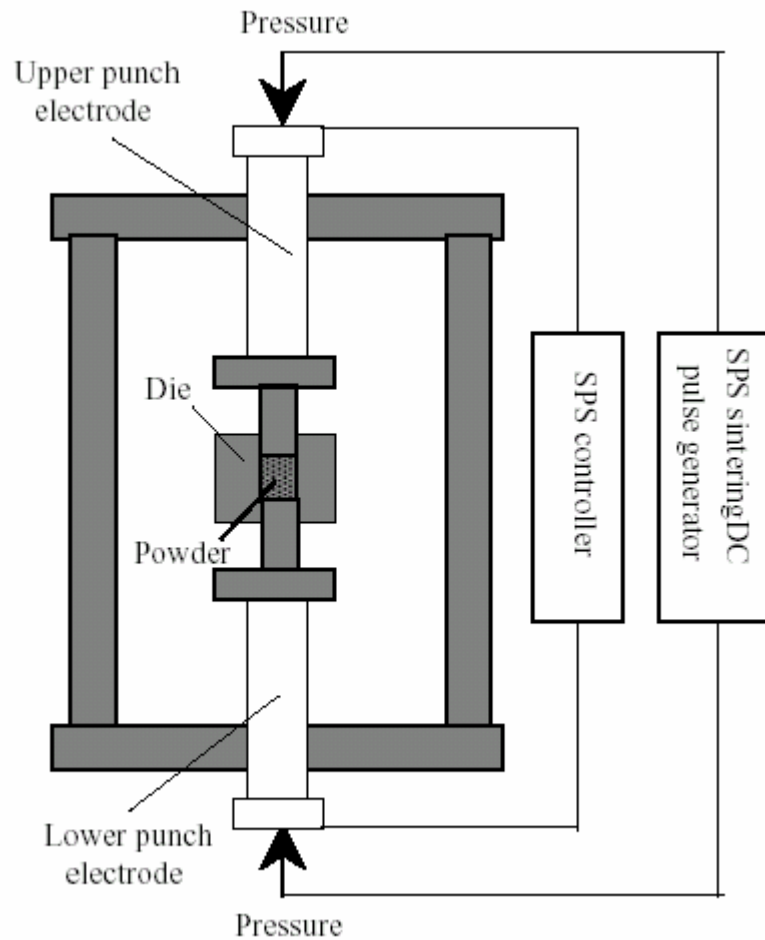 Pressure
Upper punch
electrode
Die
Powder
SPS controller
SPS sinteringDC
pulse generator
Lower punch
electrode
Pressure